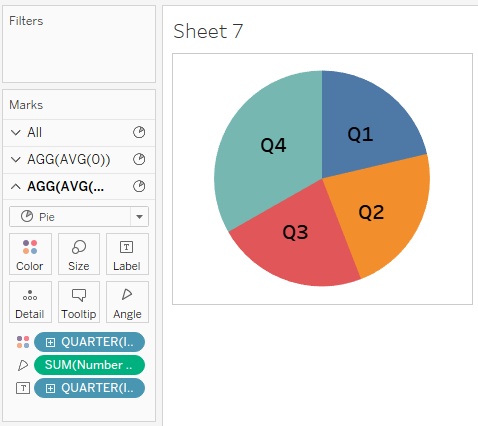 Filters
Marks
All
AGG(AVG(0))
AGG(AVG(...
Pie
Color
Size
Label
Detail
Tooltip
Angle
QUARTER(I..
SUM(Number ..
QUARTER(I..
Sheet 7
Q4
Q1
Q2
Q3